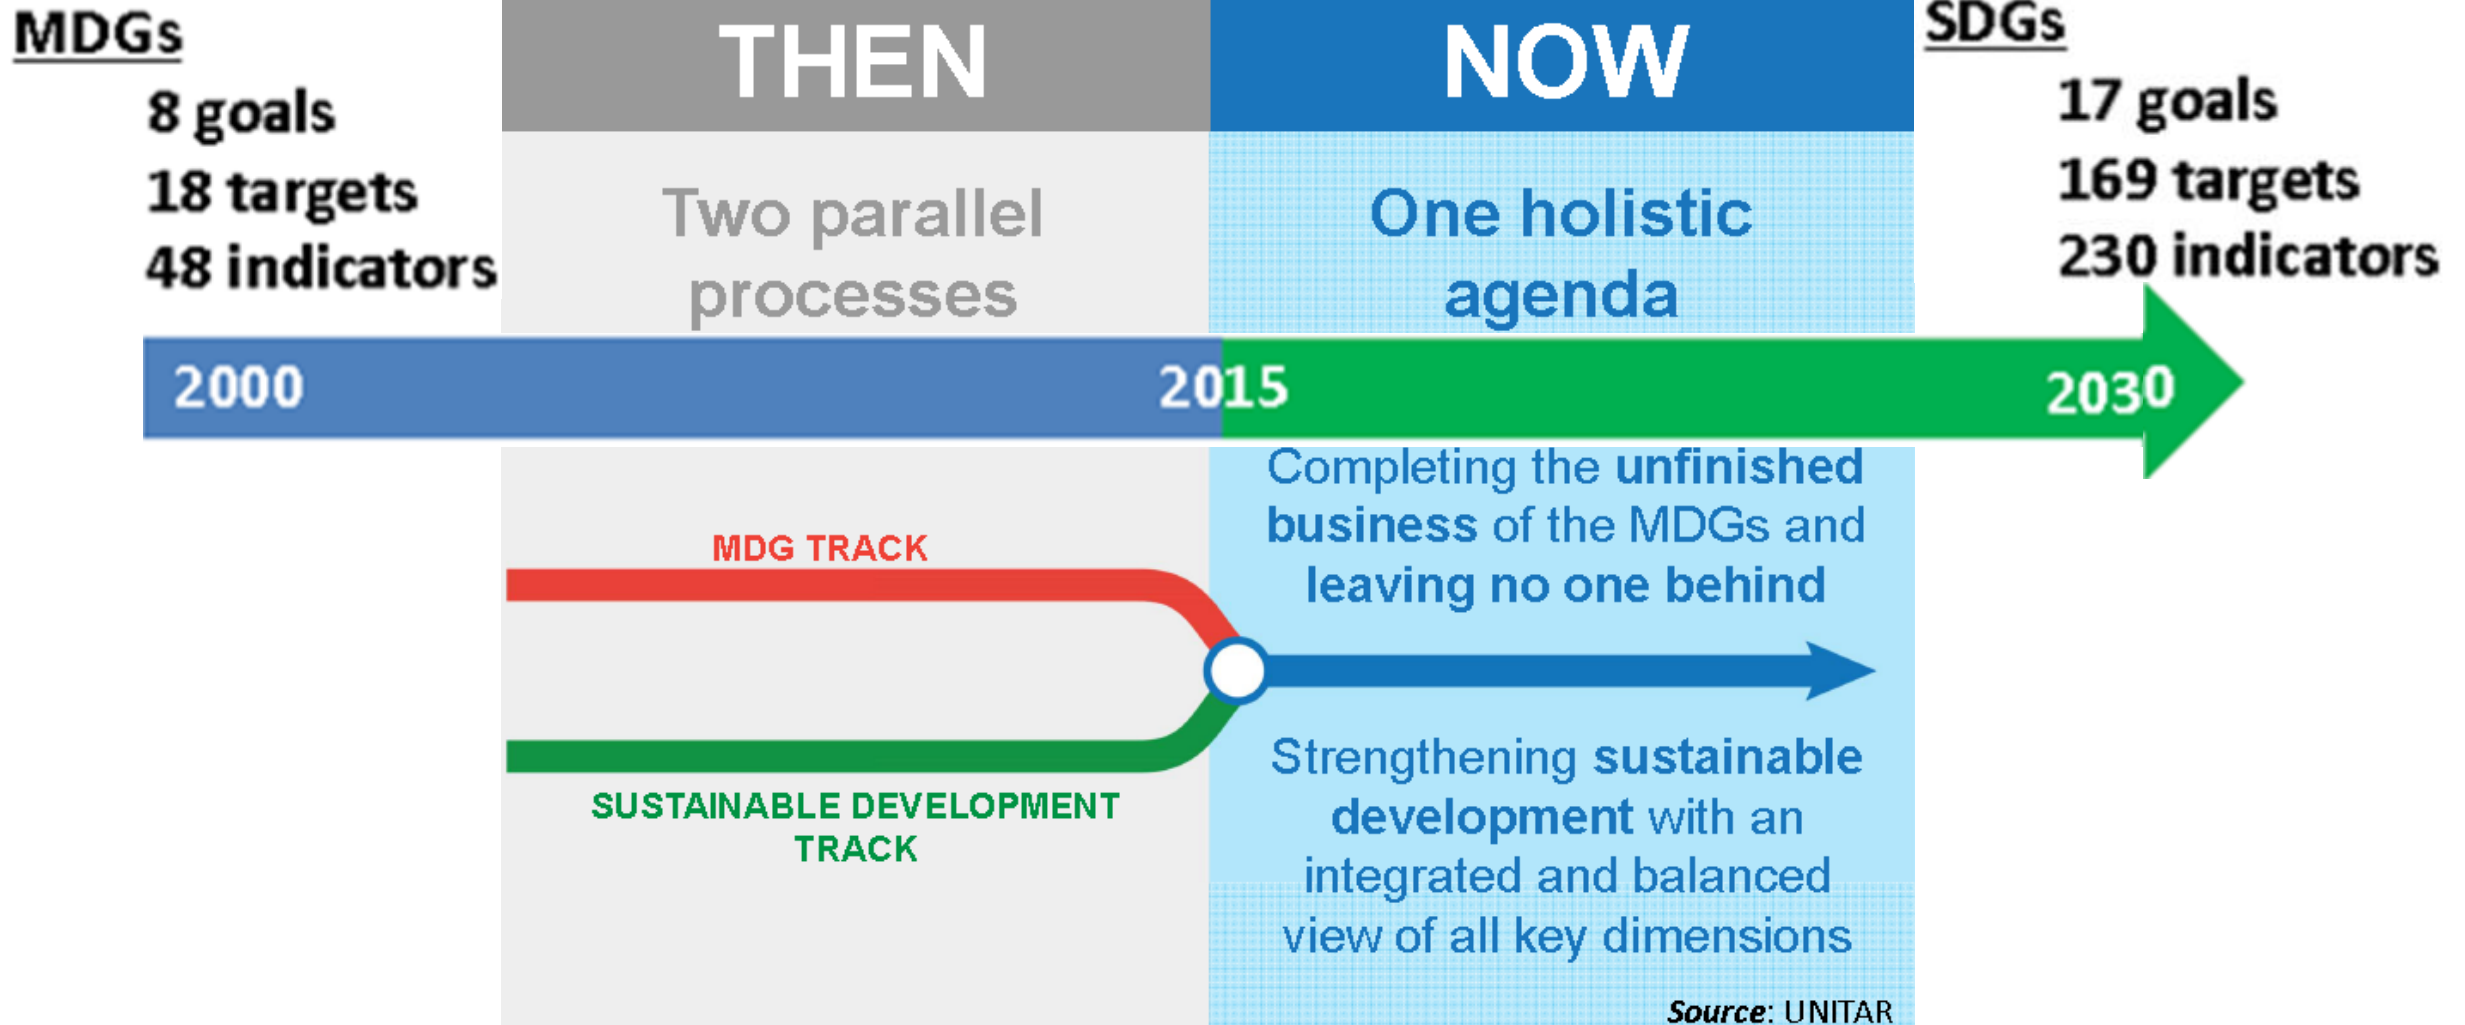 MDGs
8 goals
18 targets
48 indicators
THEN
Two parallel
processes
NOW
One holistic
agenda
SDGs
17 goals
169 targets
230 indicators
2000
2015
2030
MDG TRACK
SUSTAINABLE DEVELOPMENT
TRACK
Completing the unfinished
business of the MDGs and
leaving no one behind
Strengthening sustainable
development with an
integrated and balanced
view of all key dimensions
Source: UNITAR